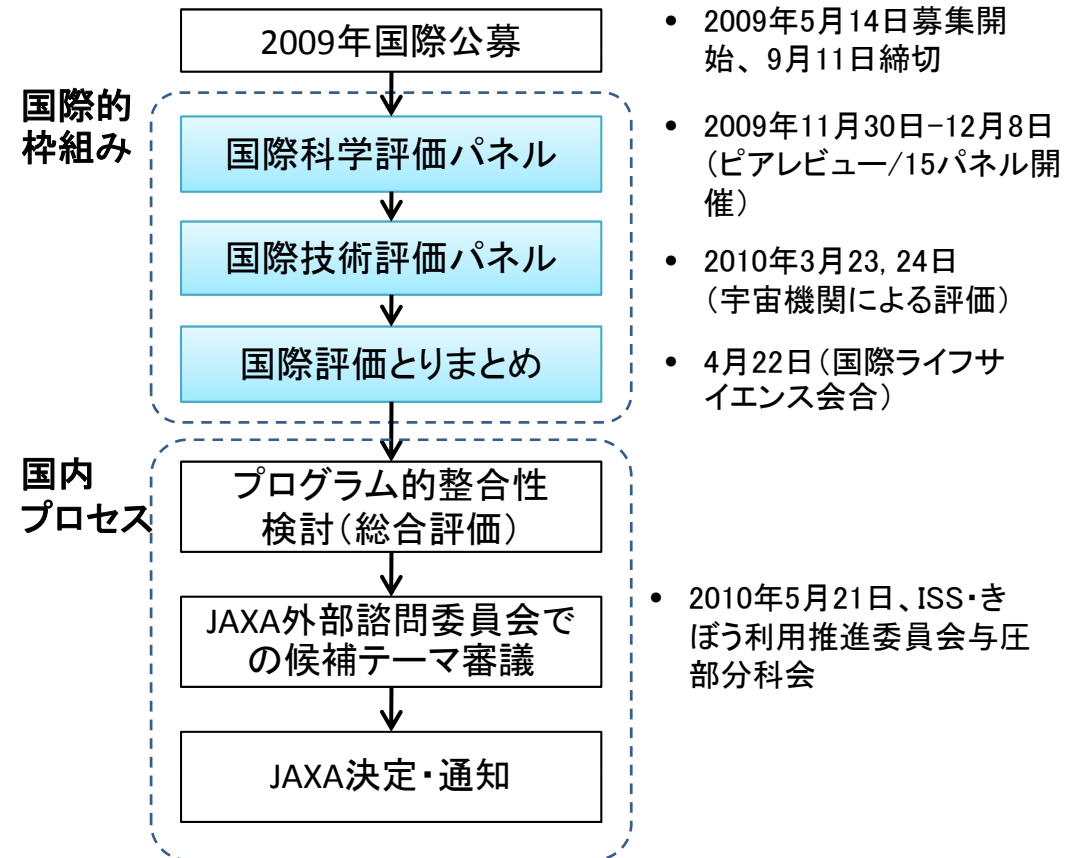 2009年国際公募
• 2009年5月14日募集開
始、9月11日締切
国際的
枠組み
国際科学評価パネル
• 2009年11月30日-12月8日
（ピアレビュー/15パネル開
催）
国際技術評価パネル
• 2010年3月23, 24日
（宇宙機関による評価）
国際評価とりまとめ
• 4月22日（国際ライフサ
イエンス会合）
国内
プロセス
プログラム的整合性
検討（総合評価）
JAXA外部諮問委員会で
の候補テーマ審議
• 2010年5月21日、ISS・き
ぼう利用推進委員会与圧
部分科会
JAXA決定・通知